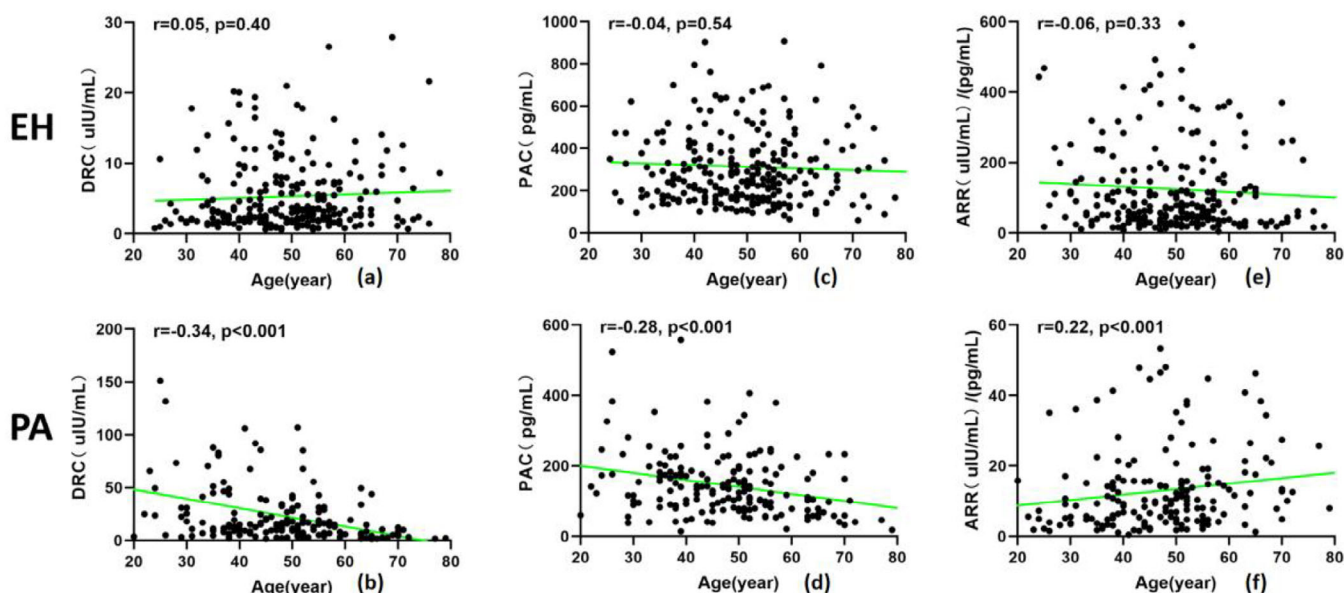 EH
r=0.05, p=0.40
DRC（uIU/mL）
30
20
10
0
20 30 40 50 60 70 80
Age(year)
(a)
r=-0.04, p=0.54
PAC（pg/mL）
1000
800
600
400
200
0
20 30 40 50 60 70 80
Age(year)
(c)
r=-0.06, p=0.33
ARR（uIU/mL）/(pg/mL)
600
400
200
0
20 30 40 50 60 70 80
Age(year)
(e)
PA
r=-0.34, p<0.001
DRC（uIU/mL）
200
150
100
50
0
20 30 40 50 60 70 80
Age(year)
(b)
r=-0.28, p<0.001
PAC（pg/mL）
600
400
200
0
20 30 40 50 60 70 80
Age(year)
(d)
r=0.22, p<0.001
ARR（uIU/mL）/(pg/mL)
60
40
20
0
20 30 40 50 60 70 80
Age(year)
(f)